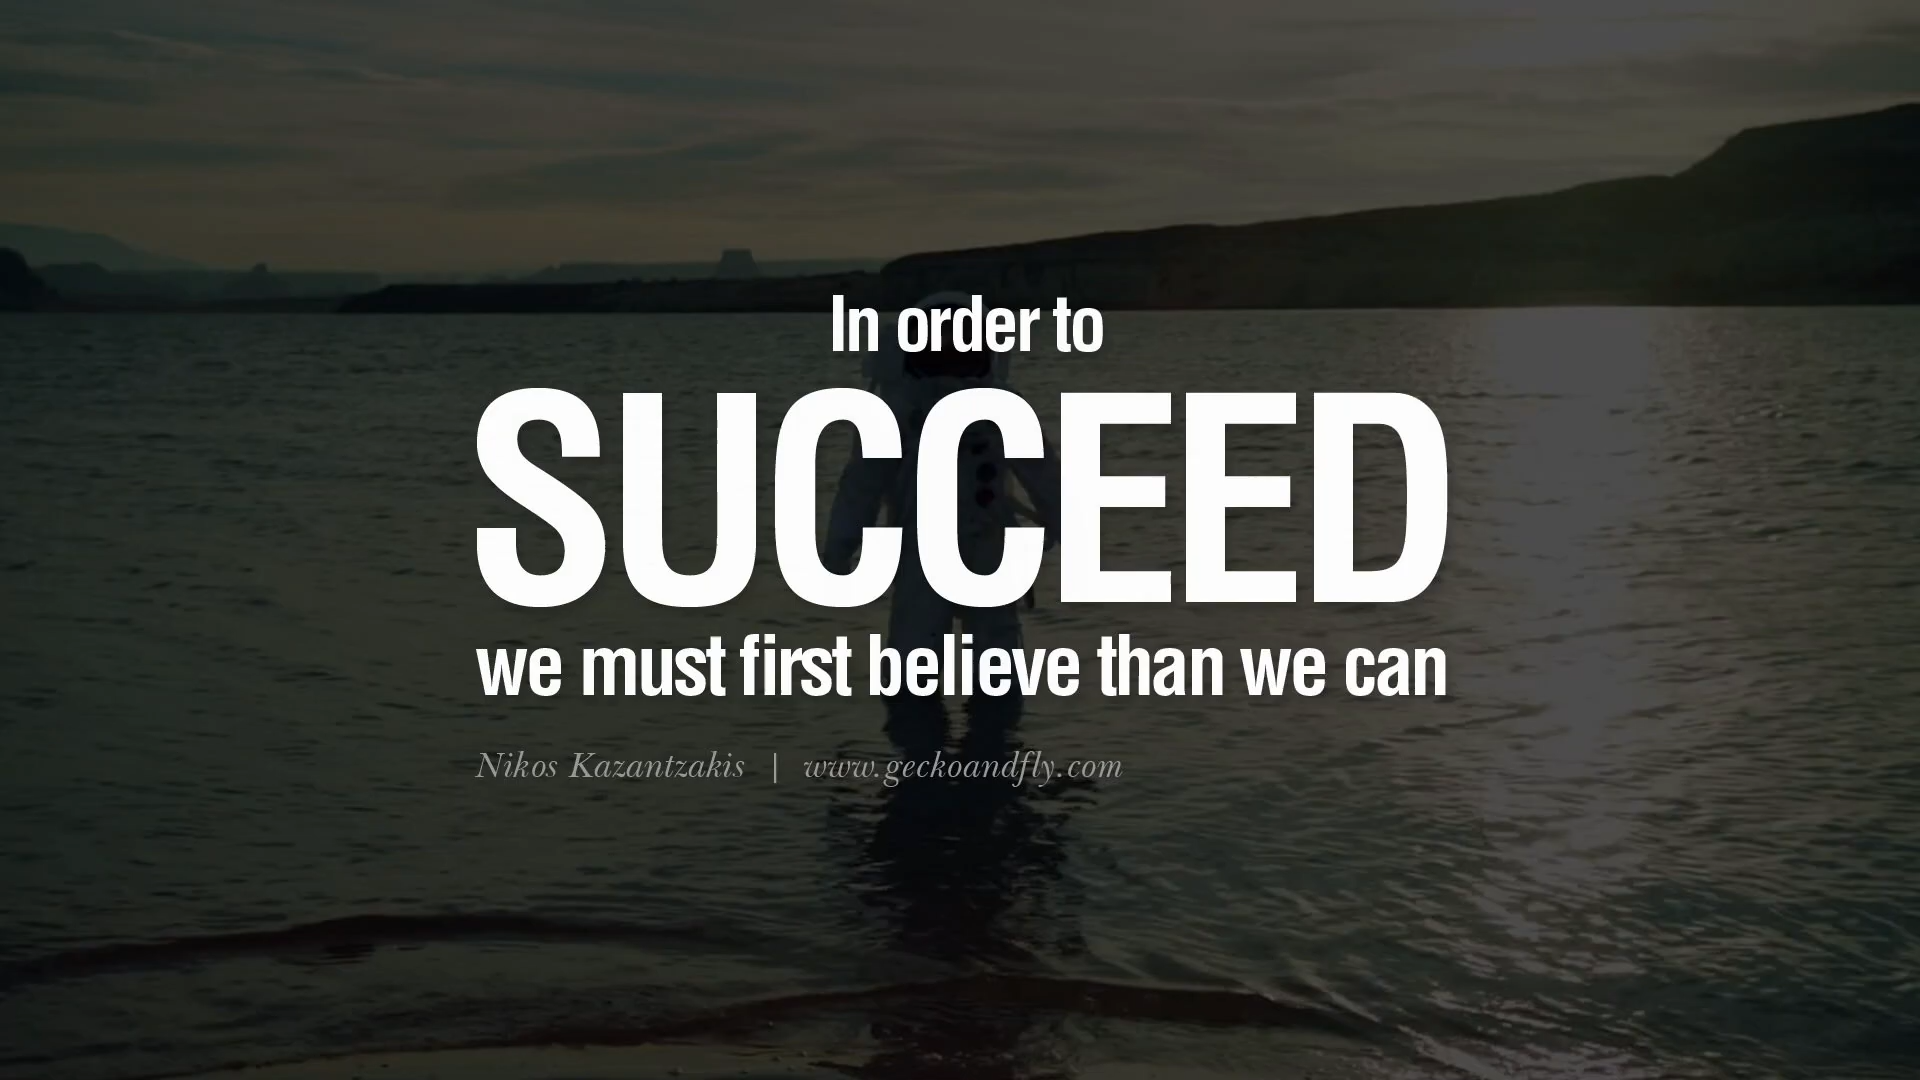 In order to
SUCCEED
we must first believe than we can
Nikos Kazantzakis | www.geckoandfly.com